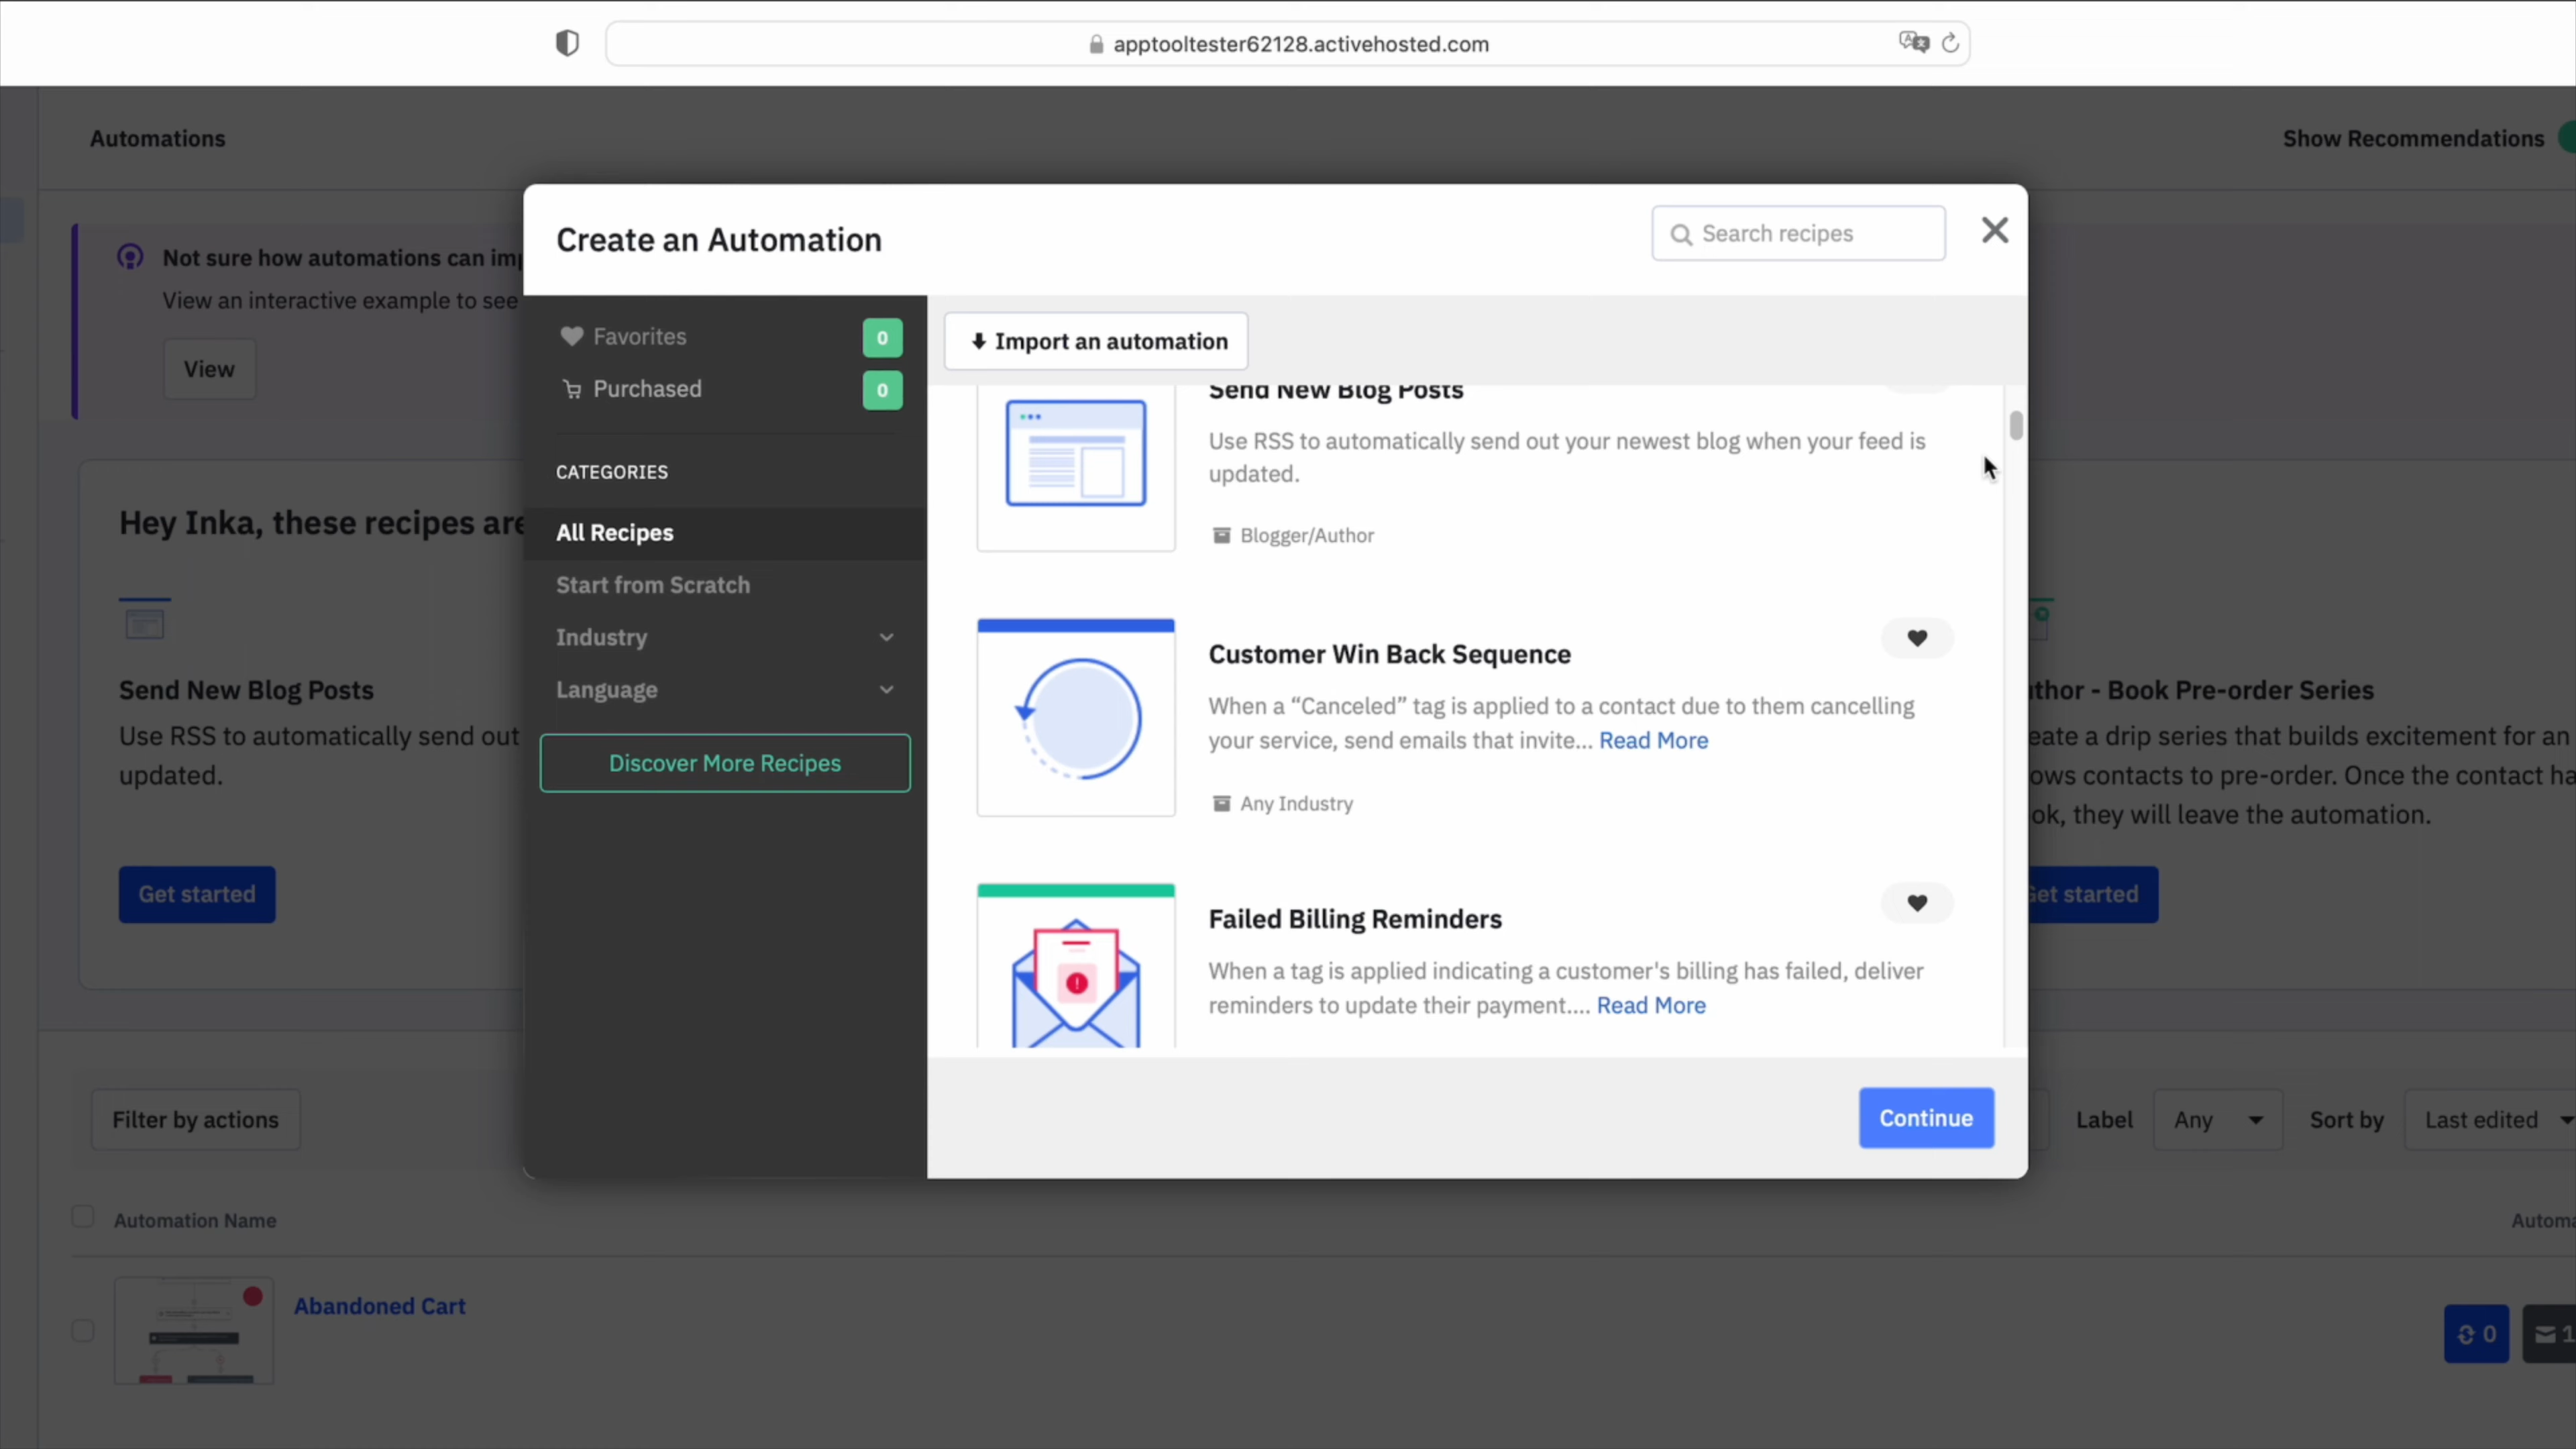 apptooltester62128.activehosted.com
Automations
Show Recommendations
Not sure how automations can
View an interactive example to see
View
Hey Inka, these recipes are
Send New Blog Posts
Use RSS to automatically send out
updated.
Get started
Book Pre-order Series
a drip series that builds excitement for an
contacts to pre-order. Once the contact
they will leave the automation.
Get started
Create an Automation
Search recipes
Favorites
0
Purchased
0
CATEGORIES
All Recipes
Start from Scratch
Industry
Language
Discover More Recipes
Import an automation
Send New Blog Posts
Use RSS to automatically send out your newest blog when your feed is
updated.
Blogger/Author
Customer Win Back Sequence
When a “Canceled” tag is applied to a contact due to them cancelling
your service, send emails that invite... Read More
Any Industry
Failed Billing Reminders
When a tag is applied indicating a customer's billing has failed, deliver
reminders to update their payment.... Read More
Continue
Filter by actions
Label
Any
Sort by
Last edited
Automation Name
Abandoned Cart
0